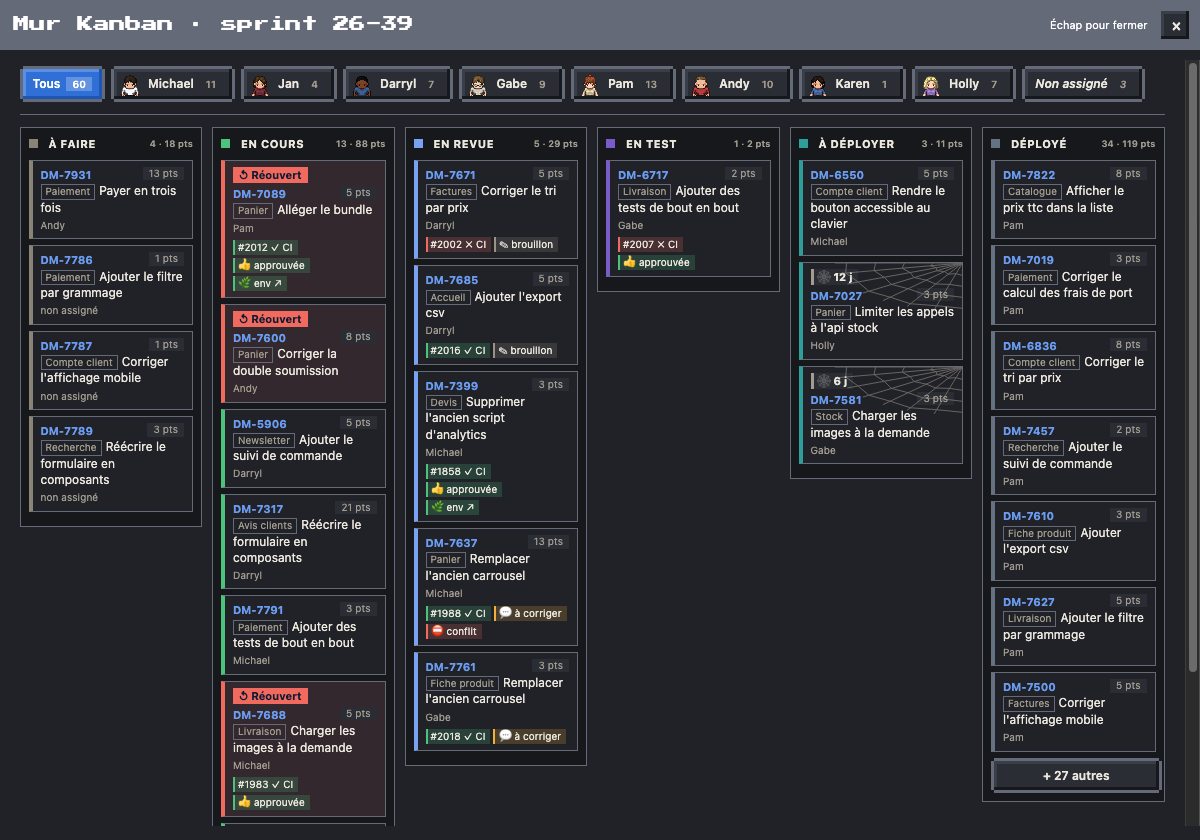 Mur Kanban · sprint 26-39
Échap pour fermer ×
Tous 60
Michael 11
Jan 4
Darryl 7
Gabe 9
Pam 13
Andy 10
Karen 1
Holly 7
Non assigné 3
À FAIRE 4 · 18 pts
DM-7931 13 pts
Paiement Payer en trois
fois
Andy
DM-7786 1 pts
Paiement Ajouter le filtre
par grammage
non assigné
DM-7787 1 pts
Compte client Corriger
l'affichage mobile
non assigné
DM-7789 3 pts
Recherche Réécrire le
formulaire en
composants
non assigné
EN COURS 13 · 88 pts
↺ Réouvert
DM-7089 5 pts
Panier Alléger le bundle
Pam
#2012 ✓ CI
👍 approuvée
🌿 env ↗
↺ Réouvert
DM-7600 8 pts
Panier Corriger la
double soumission
Andy
DM-5906 5 pts
Newsletter Ajouter le
suivi de commande
Darryl
DM-7317 21 pts
Avis clients Réécrire le
formulaire en
composants
Darryl
DM-7791 3 pts
Paiement Ajouter des
tests de bout en bout
Michael
↺ Réouvert
DM-7688 5 pts
Livraison Charger les
images à la demande
Michael
#1983 ✓ CI
👍 approuvée
EN REVUE 5 · 29 pts
DM-7671 5 pts
Factures Corriger le tri
par prix
Darryl
#2002 ✕ CI ✎ brouillon
DM-7685 5 pts
Accueil Ajouter l'export
csv
Darryl
#2016 ✓ CI ✎ brouillon
DM-7399 3 pts
Devis Supprimer
l'ancien script
d'analytics
Michael
#1858 ✓ CI
👍 approuvée
🌿 env ↗
DM-7637 13 pts
Panier Remplacer
l'ancien carrousel
Michael
#1988 ✓ CI 💬 à corriger
⛔ conflit
DM-7761 3 pts
Fiche produit Remplacer
l'ancien carrousel
Gabe
#2018 ✓ CI 💬 à corriger
EN TEST 1 · 2 pts
DM-6717 2 pts
Livraison Ajouter des
tests de bout en bout
Gabe
#2007 ✕ CI
👍 approuvée
À DÉPLOYER 3 · 11 pts
DM-6550 5 pts
Compte client Rendre le
bouton accessible au
clavier
Michael
🕸 12 j
DM-7027 3 pts
Panier Limiter les appels
à l'api stock
Holly
🕸 6 j
DM-7581 3 pts
Stock Charger les
images à la demande
Gabe
DÉPLOYÉ 34 · 119 pts
DM-7822 8 pts
Catalogue Afficher le
prix ttc dans la liste
Pam
DM-7019 3 pts
Paiement Corriger le
calcul des frais de port
Pam
DM-6836 8 pts
Compte client Corriger le
tri par prix
Pam
DM-7457 2 pts
Recherche Ajouter le
suivi de commande
Pam
DM-7610 3 pts
Fiche produit Ajouter
l'export csv
Pam
DM-7627 5 pts
Livraison Ajouter le filtre
par grammage
Pam
DM-7500 5 pts
Factures Corriger
l'affichage mobile
Pam
+ 27 autres